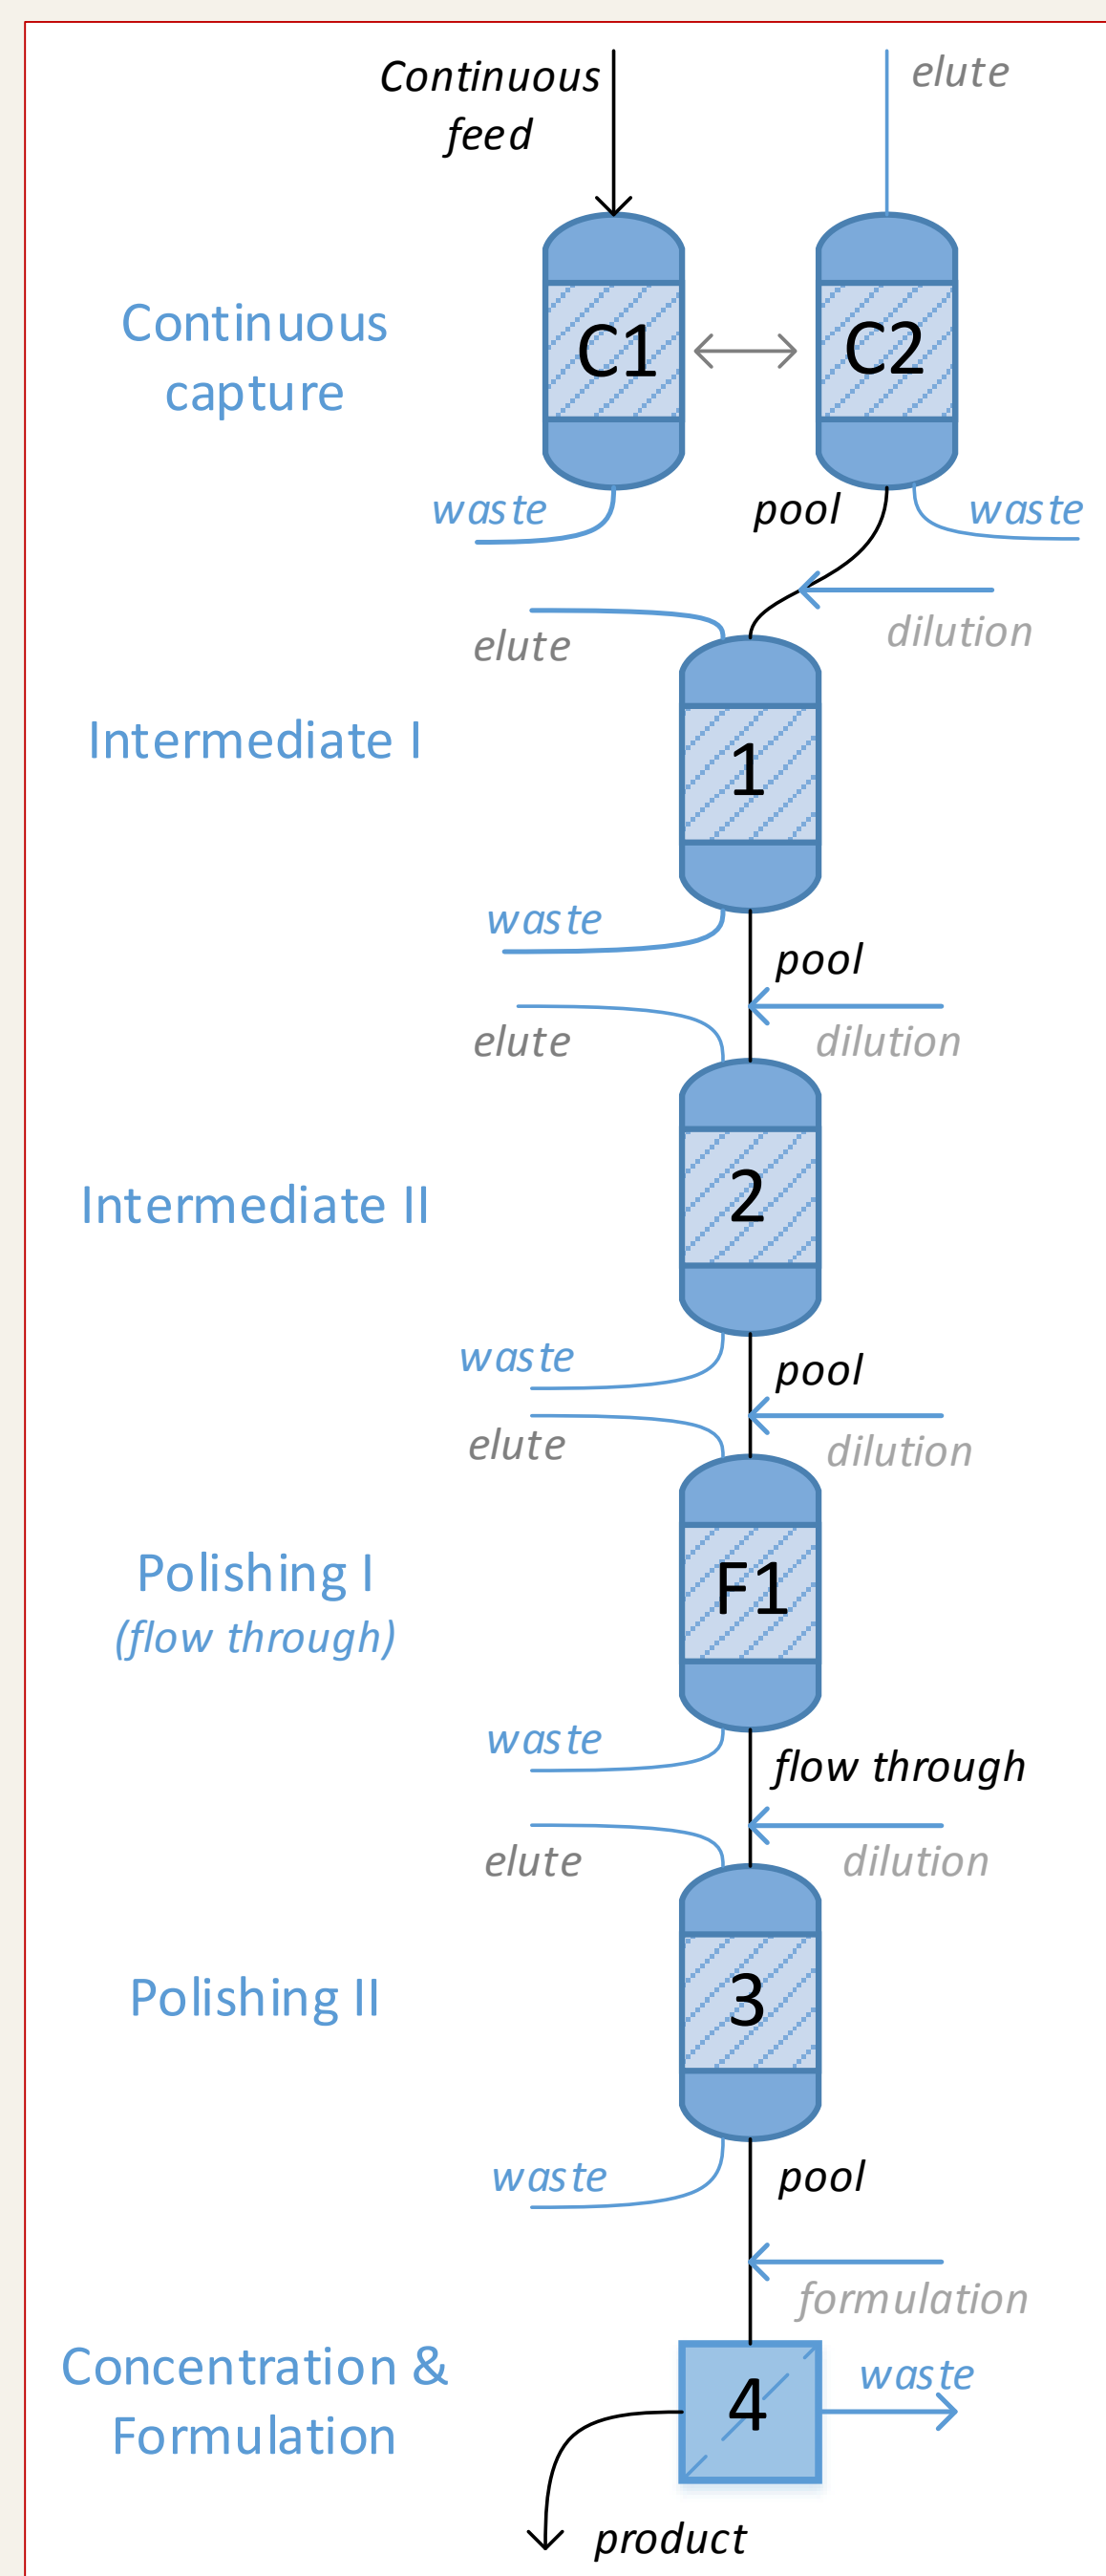 Continuous
feed
elute
Continuous
capture
C1
C2
waste
pool
waste
elute
dilution
Intermediate I
1
waste
pool
elute
dilution
Intermediate II
2
waste
pool
elute
dilution
Polishing I
(flow through)
F1
waste
flow through
elute
dilution
Polishing II
3
waste
pool
formulation
Concentration &
Formulation
4
waste
product